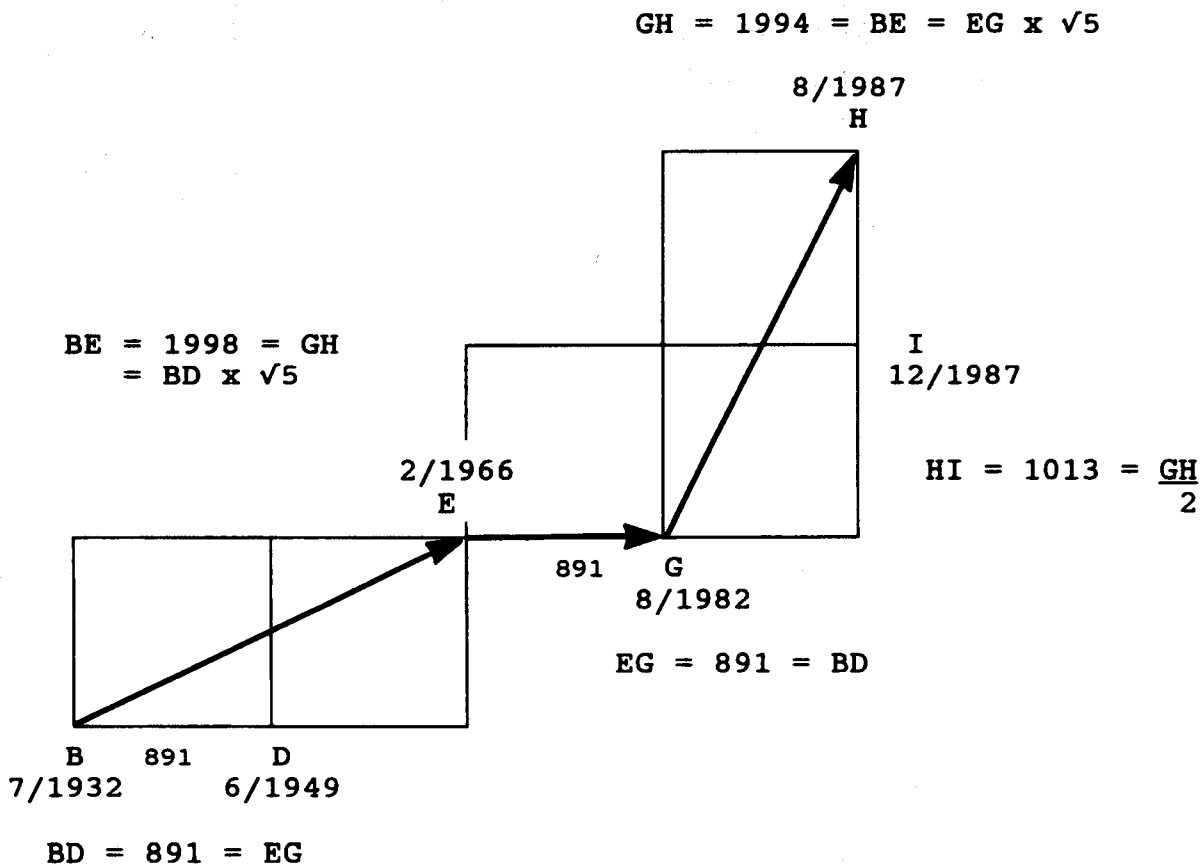 GH = 1994 = BE = EG x √5
8/1987
H
BE = 1998 = GH
= BD x √5
I
12/1987
2/1966
E
HI = 1013 = GH
2
891
G
8/1982
EG = 891 = BD
B 891 D
7/1932 6/1949
BD = 891 = EG